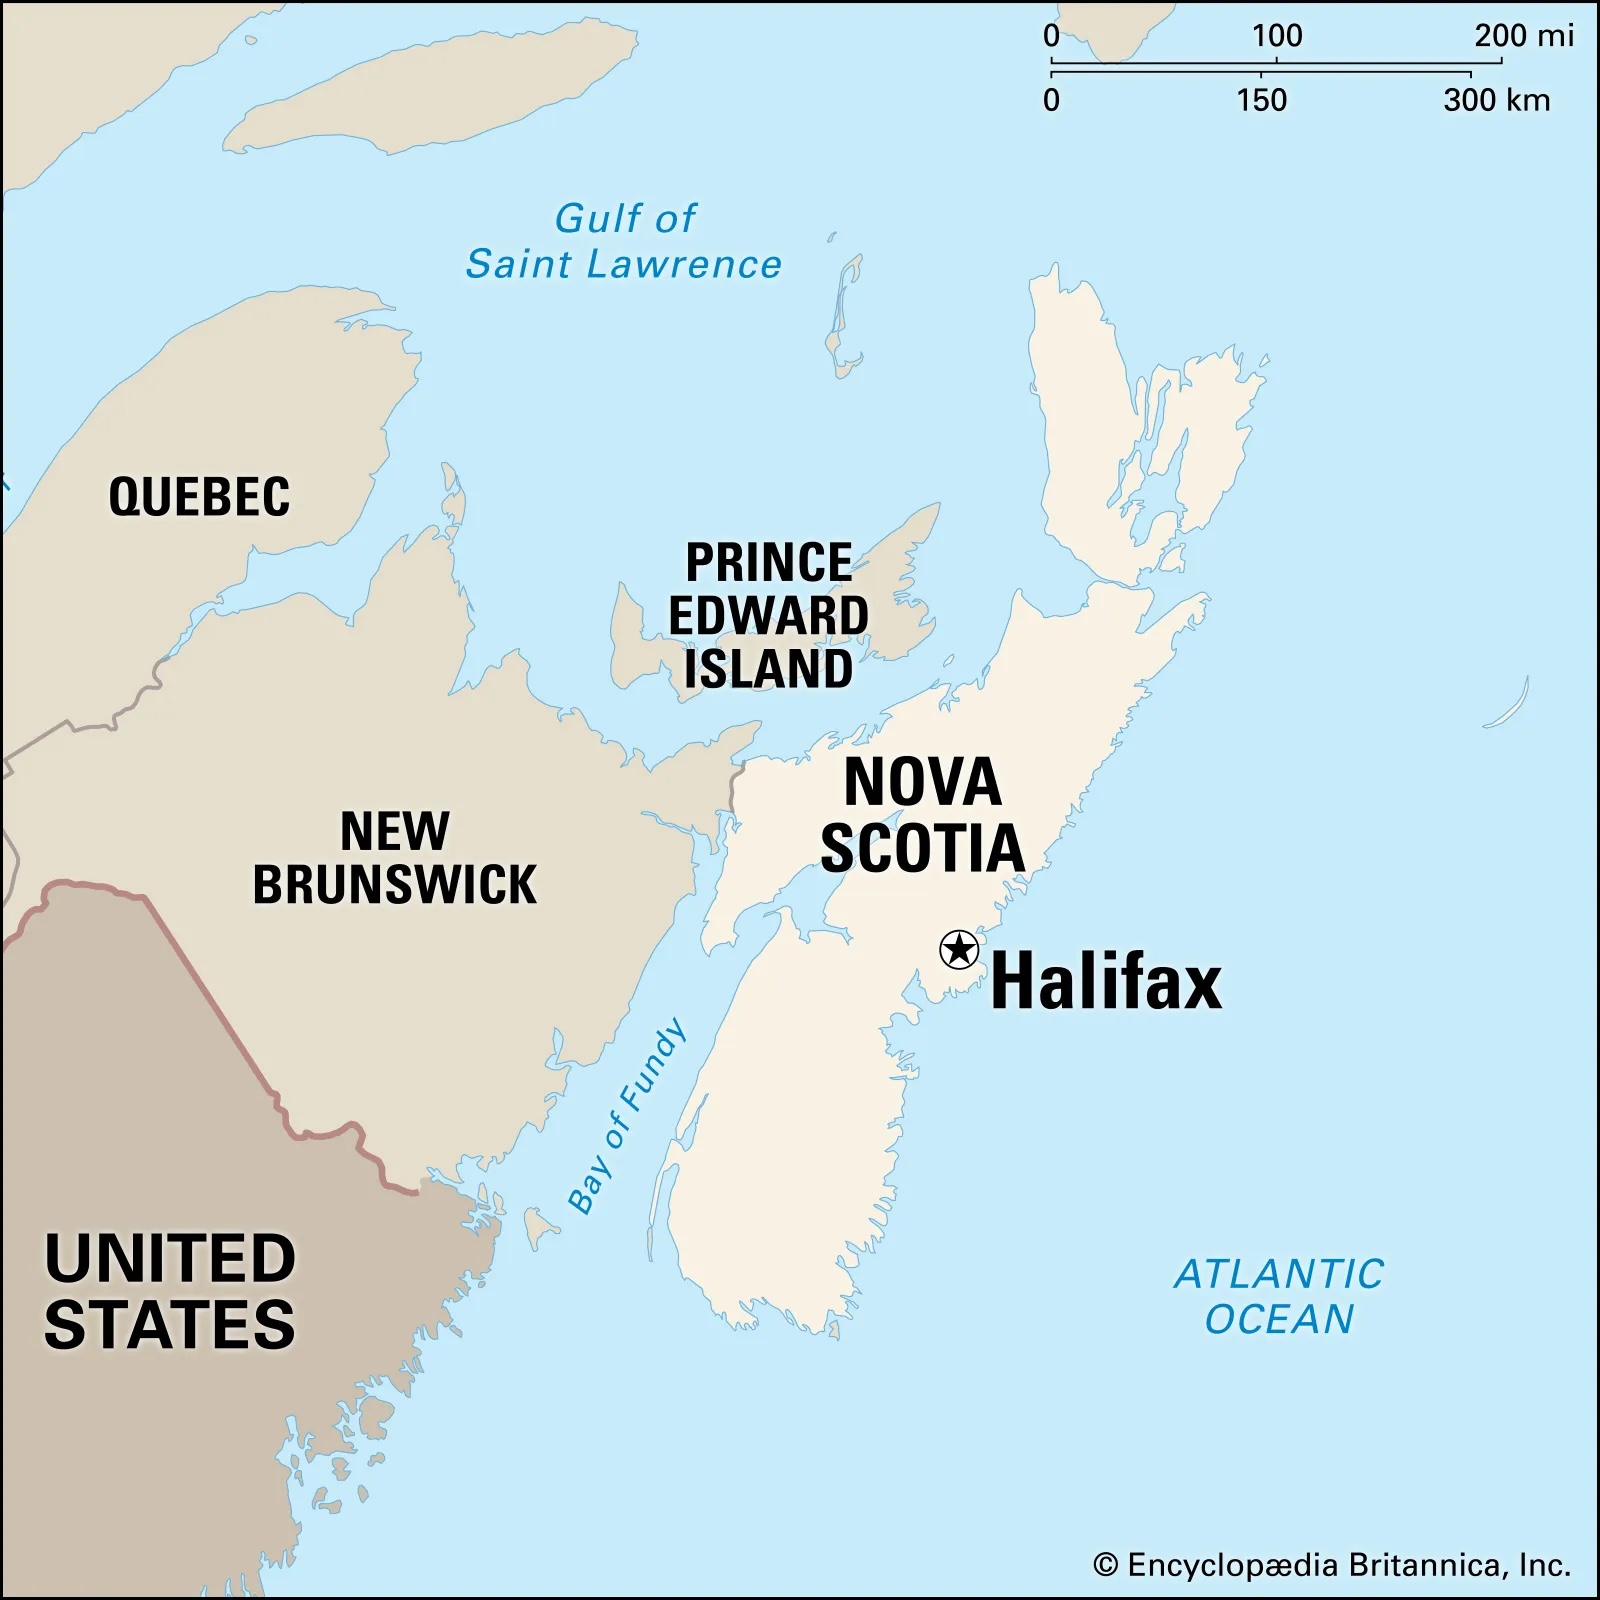 0 100 200 mi
0 150 300 km
Gulf of
Saint Lawrence
QUEBEC
PRINCE
EDWARD
ISLAND
NOVA
SCOTIA
NEW
BRUNSWICK
Halifax
Bay of Fundy
UNITED
STATES
ATLANTIC
OCEAN
© Encyclopædia Britannica, Inc.